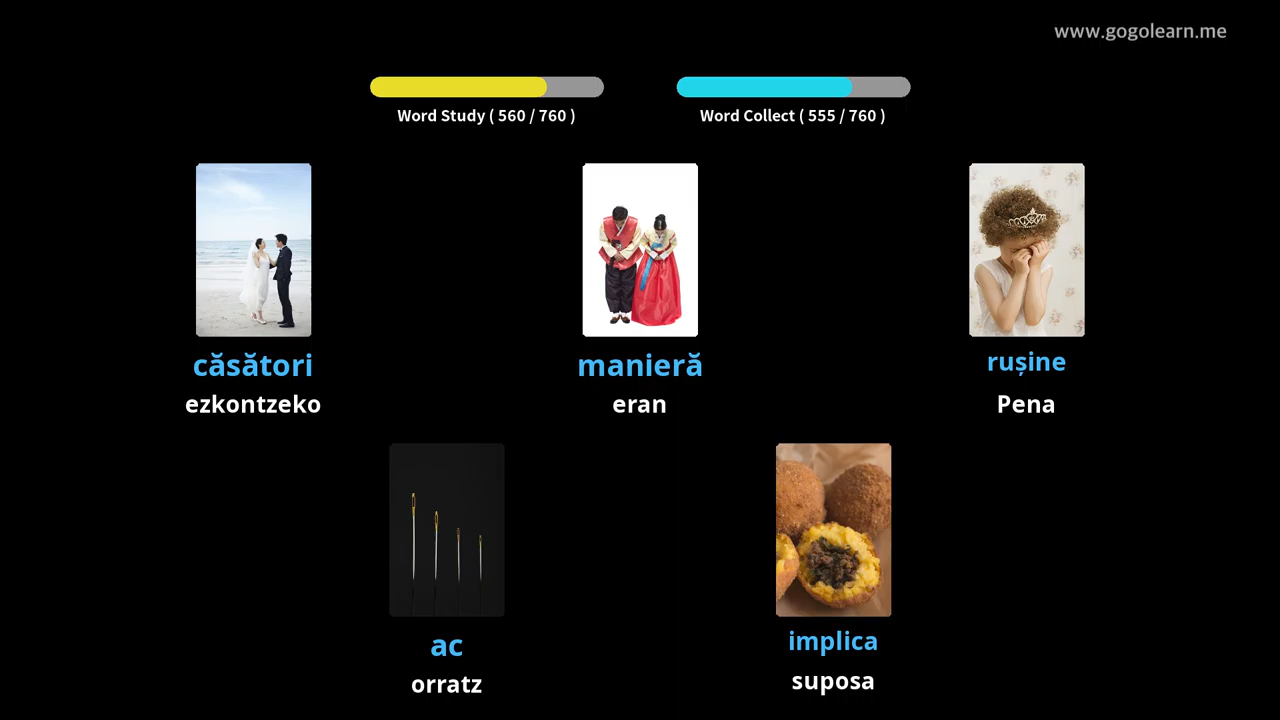 www.gogolearn.me
Word Study ( 560 / 760 )
Word Collect ( 555 / 760 )
căsători
ezkontzeko
manieră
eran
rușine
Pena
ac
orratz
implica
suposa